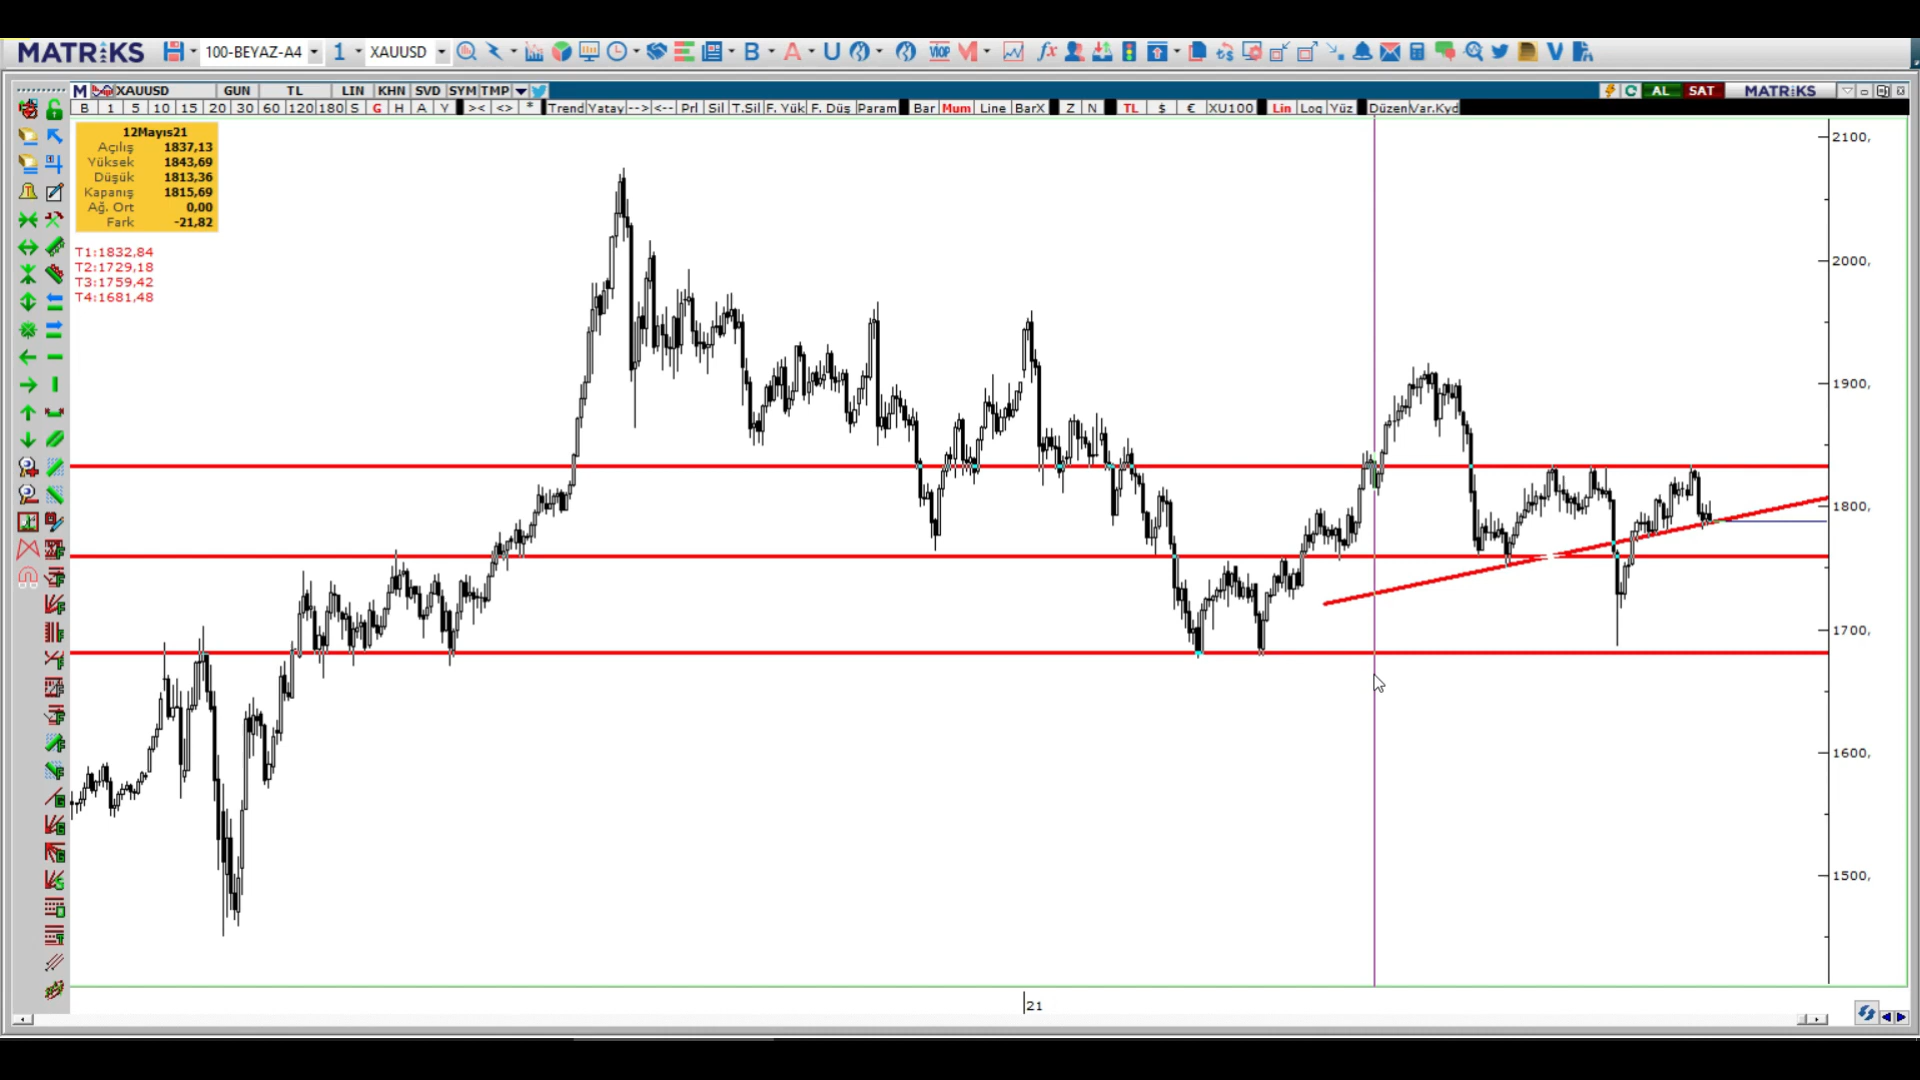 MATRiKS 100-BEYAZ-A4 1 XAUUSD B A U VIOP M fx V
M XAUUSD GUN TL LIN KHN SVD SYM TMP AL SAT MATRiKS
B 1 5 10 15 20 30 60 120 180 S G H A Y >< <> * Trend Yatay --> <-- Prl Sil T.Sil F. Yük F. Düş Param Bar Mum Line BarX Z N TL $ € XU100 Lin Log Yüz Düzen Var.Kyd
12Mayıs21
Açılış 1837,13
Yüksek 1843,69
Düşük 1813,36
Kapanış 1815,69
Ağ. Ort 0,00
Fark -21,82
T1:1832,84
T2:1729,18
T3:1759,42
T4:1681,48
2100,
2000,
1900,
1800,
1700,
1600,
1500,
21